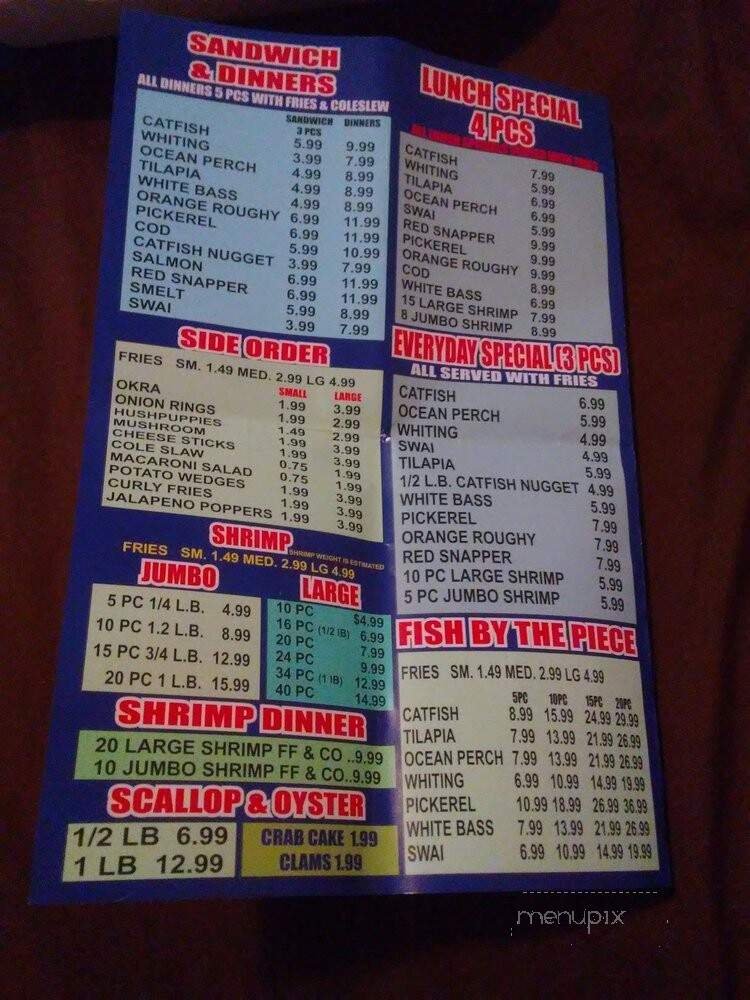 SANDWICH
& DINNERS
ALL DINNERS 5 PCS WITH FRIES & COLESLEW
SANDWICH 3 PCS DINNERS
CATFISH 5.99 9.99
WHITING 3.99 7.99
OCEAN PERCH 4.99 8.99
TILAPIA 4.99 8.99
WHITE BASS 4.99 8.99
ORANGE ROUGHY 6.99 11.99
PICKEREL 6.99 11.99
COD 5.99 10.99
CATFISH NUGGET 3.99 7.99
SALMON 6.99 11.99
RED SNAPPER 6.99 11.99
SMELT 5.99 8.99
SWAI 3.99 7.99
SIDE ORDER
FRIES SM. 1.49 MED. 2.99 LG 4.99
SMALL LARGE
OKRA 1.99 3.99
ONION RINGS 1.99 2.99
HUSHPUPPIES 1.49 2.99
MUSHROOM 1.99 3.99
CHEESE STICKS 1.99 3.99
COLE SLAW 0.75 1.99
MACARONI SALAD 0.75 1.99
POTATO WEDGES 1.99 3.99
CURLY FRIES 1.99 3.99
JALAPENO POPPERS 1.99 3.99
SHRIMP
SHRIMP WEIGHT IS ESTIMATED
FRIES SM. 1.49 MED. 2.99 LG 4.99
JUMBO
5 PC 1/4 L.B. 4.99
10 PC 1.2 L.B. 8.99
15 PC 3/4 L.B. 12.99
20 PC 1 L.B. 15.99
LARGE
10 PC $4.99
16 PC (1/2 lB) 6.99
20 PC 7.99
24 PC 9.99
34 PC (1 lB) 12.99
40 PC 14.99
SHRIMP DINNER
20 LARGE SHRIMP FF & CO..9.99
10 JUMBO SHRIMP FF & CO..9.99
SCALLOP & OYSTER
1/2 LB 6.99
1 LB 12.99
CRAB CAKE 1.99
CLAMS 1.99
LUNCH SPECIAL
4 PCS
CATFISH 7.99
WHITING 5.99
TILAPIA 6.99
OCEAN PERCH 6.99
SWAI 5.99
RED SNAPPER 9.99
PICKEREL 9.99
ORANGE ROUGHY 9.99
COD 8.99
WHITE BASS 6.99
15 LARGE SHRIMP 7.99
8 JUMBO SHRIMP 8.99
EVERYDAY SPECIAL (3 PCS)
ALL SERVED WITH FRIES
CATFISH 6.99
OCEAN PERCH 5.99
WHITING 4.99
SWAI 4.99
TILAPIA 5.99
1/2 L.B. CATFISH NUGGET 4.99
WHITE BASS 5.99
PICKEREL 7.99
ORANGE ROUGHY 7.99
RED SNAPPER 7.99
10 PC LARGE SHRIMP 5.99
5 PC JUMBO SHRIMP 5.99
FISH BY THE PIECE
FRIES SM. 1.49 MED. 2.99 LG 4.99
5PC 10PC 15PC 20PC
CATFISH 8.99 15.99 24.99 29.99
TILAPIA 7.99 13.99 21.99 26.99
OCEAN PERCH 7.99 13.99 21.99 26.99
WHITING 6.99 10.99 14.99 19.99
PICKEREL 10.99 18.99 26.99 36.99
WHITE BASS 7.99 13.99 21.99 26.99
SWAI 6.99 10.99 14.99 19.99
menupix